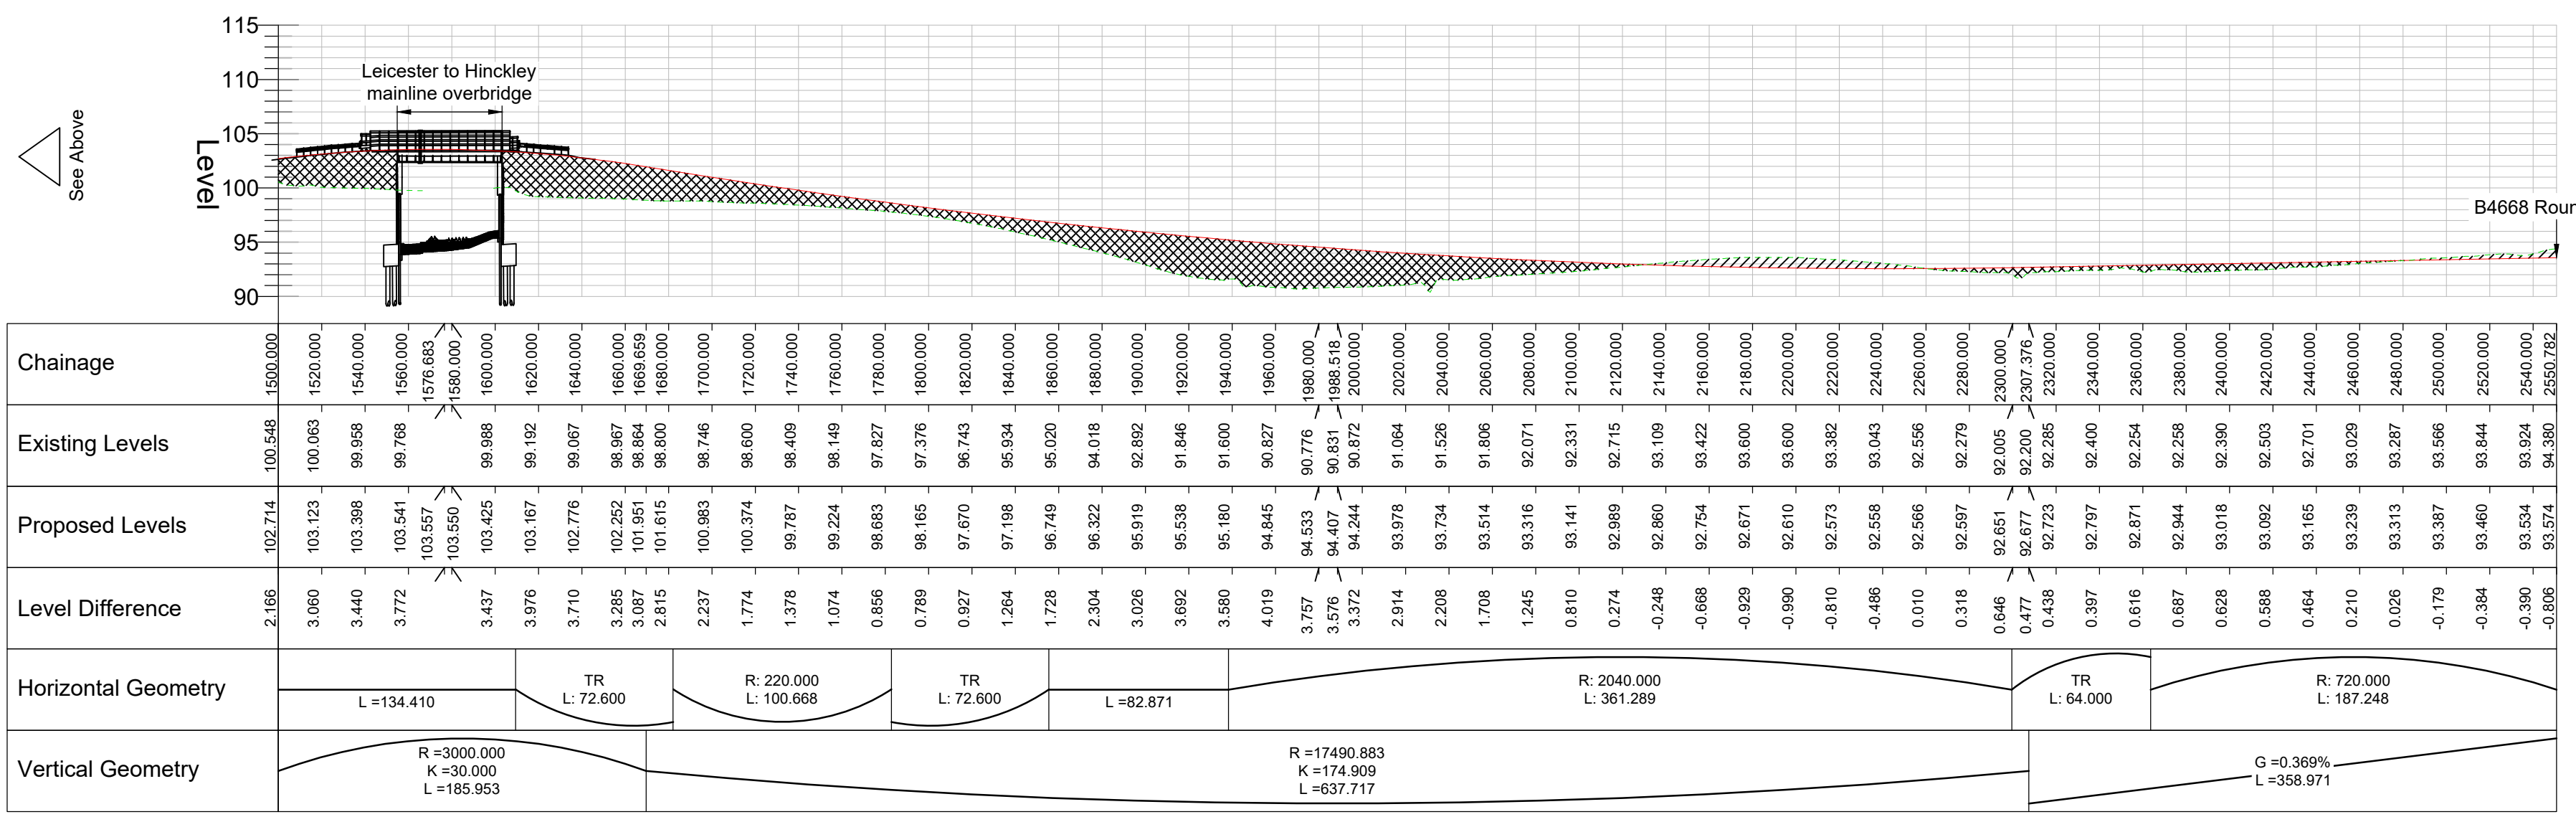 115
110
105
100
95
90
Level
See Above
Leicester to Hinckley
mainline overbridge
B4668 Roun
Chainage
1500.000 1520.000 1540.000 1560.000 1576.683 1580.000 1600.000 1620.000 1640.000 1660.000 1669.659 1680.000 1700.000 1720.000 1740.000 1760.000 1780.000 1800.000 1820.000 1840.000 1860.000 1880.000 1900.000 1920.000 1940.000 1960.000 1980.000 1988.518 2000.000 2020.000 2040.000 2060.000 2080.000 2100.000 2120.000 2140.000 2160.000 2180.000 2200.000 2220.000 2240.000 2260.000 2280.000 2300.000 2307.376 2320.000 2340.000 2360.000 2380.000 2400.000 2420.000 2440.000 2460.000 2480.000 2500.000 2520.000 2540.000 2550.782
Existing Levels
100.548 100.063 99.958 99.768 99.988 99.192 99.067 98.967 98.864 98.800 98.746 98.600 98.409 98.149 97.827 97.376 96.743 95.934 95.020 94.018 92.892 91.846 91.600 90.827 90.776 90.831 90.872 91.064 91.526 91.806 92.071 92.331 92.715 93.109 93.422 93.600 93.600 93.382 93.043 92.556 92.279 92.005 92.200 92.285 92.400 92.254 92.258 92.390 92.503 92.701 93.029 93.287 93.566 93.844 93.924 94.380
Proposed Levels
102.714 103.123 103.398 103.541 103.557 103.550 103.425 103.167 102.776 102.252 101.951 101.615 100.983 100.374 99.787 99.224 98.683 98.165 97.670 97.198 96.749 96.322 95.919 95.538 95.180 94.845 94.533 94.407 94.244 93.978 93.734 93.514 93.316 93.141 92.989 92.860 92.754 92.671 92.610 92.573 92.558 92.566 92.597 92.651 92.677 92.723 92.797 92.871 92.944 93.018 93.092 93.165 93.239 93.313 93.387 93.460 93.534 93.574
Level Difference
2.166 3.060 3.440 3.772 3.437 3.976 3.710 3.285 3.087 2.815 2.237 1.774 1.378 1.074 0.856 0.789 0.927 1.264 1.728 2.304 3.026 3.692 3.580 4.019 3.757 3.576 3.372 2.914 2.208 1.708 1.245 0.810 0.274 -0.248 -0.668 -0.929 -0.990 -0.810 -0.486 0.010 0.318 0.646 0.477 0.438 0.397 0.616 0.687 0.628 0.588 0.464 0.210 0.026 -0.179 -0.384 -0.390 -0.806
Horizontal Geometry
L =134.410
TR
L: 72.600
R: 220.000
L: 100.668
TR
L: 72.600
L =82.871
R: 2040.000
L: 361.289
TR
L: 64.000
R: 720.000
L: 187.248
Vertical Geometry
R =3000.000
K =30.000
L =185.953
R =17490.883
K =174.909
L =637.717
G =0.369%
L =358.971